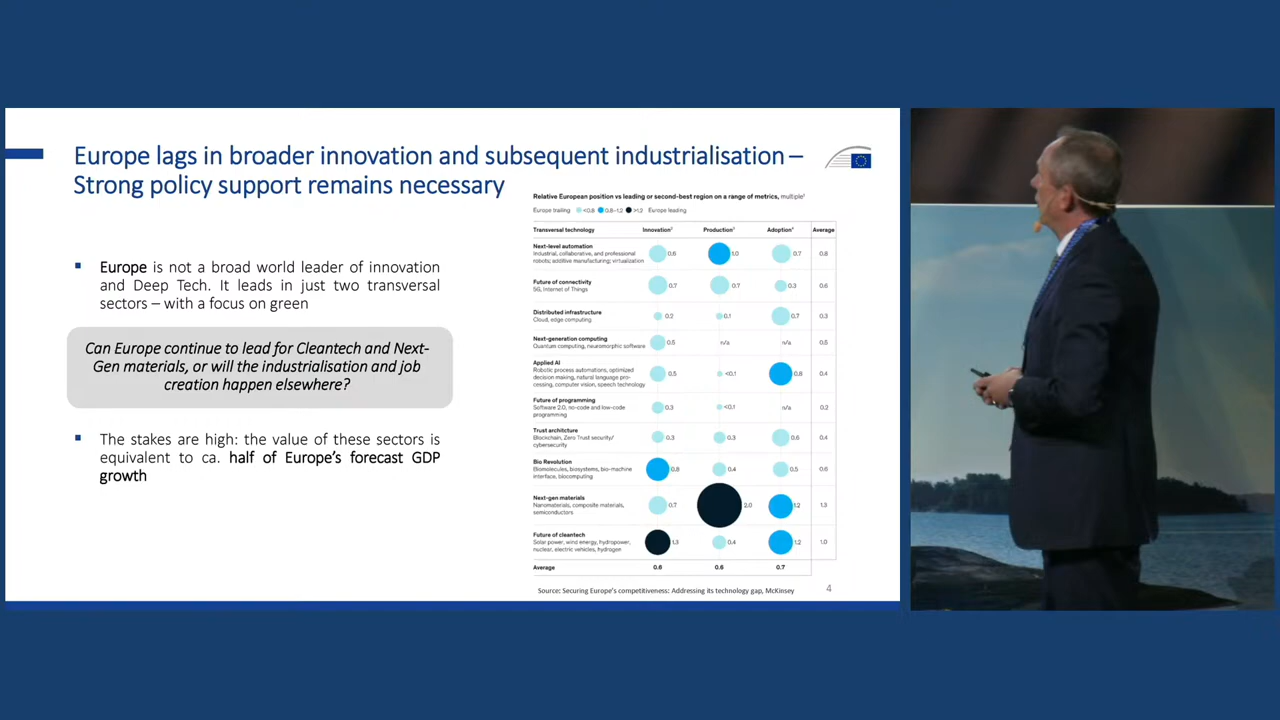 Europe lags in broader innovation and subsequent industrialisation –
Strong policy support remains necessary
▪ Europe is not a broad world leader of innovation
and Deep Tech. It leads in just two transversal
sectors – with a focus on green
Can Europe continue to lead for Cleantech and Next-
Gen materials, or will the industrialisation and job
creation happen elsewhere?
▪ The stakes are high: the value of these sectors is
equivalent to ca. half of Europe's forecast GDP
growth
Relative European position vs leading or second-best region on a range of metrics, multiple¹
Europe trailing <0.8 0.8–1.2 >1.2 Europe leading
Transversal technology Innovation² Production³ Adoption⁴ Average
Next-level automation
Industrial, collaborative, and professional
robots; additive manufacturing; virtualization
0.6 1.0 0.7 0.8
Future of connectivity
5G, Internet of Things
0.7 0.7 0.3 0.6
Distributed infrastructure
Cloud, edge computing
0.2 0.1 0.7 0.3
Next-generation computing
Quantum computing, neuromorphic software
0.5 n/a n/a 0.5
Applied AI
Robotic process automations, optimized
decision making, natural language pro-
cessing, computer vision, speech technology
0.5 <0.1 0.8 0.4
Future of programming
Software 2.0, no-code and low-code
programming
0.3 <0.1 n/a 0.2
Trust architcture
Blockchain, Zero Trust security/
cybersecurity
0.3 0.3 0.6 0.4
Bio Revolution
Biomolecules, biosystems, bio-machine
interface, biocomputing
0.8 0.4 0.5 0.6
Next-gen materials
Nanomaterials, composite materials,
semiconductors
0.7 2.0 1.2 1.3
Future of cleantech
Solar power, wind energy, hydropower,
nuclear, electric vehicles, hydrogen
1.3 0.4 1.2 1.0
Average 0.6 0.6 0.7
Source: Securing Europe's competitiveness: Addressing its technology gap, McKinsey
4